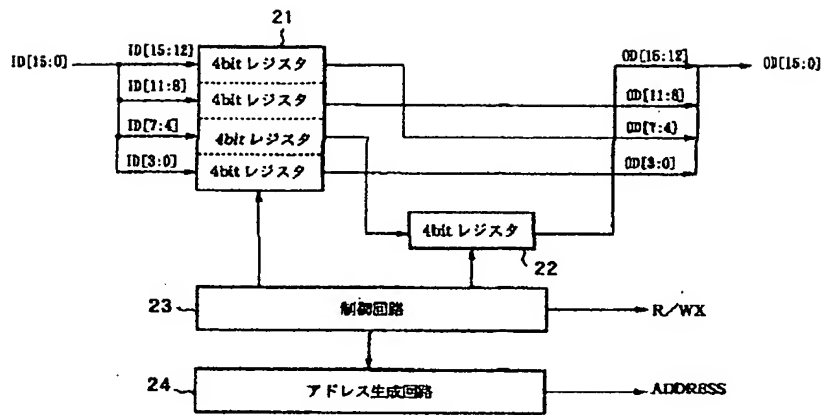 21
ID[15:0]
ID[15:12]
4bit レジスタ
OD[15:12]
OD[15:0]
ID[11:8]
4bit レジスタ
OD[11:8]
ID[7:4]
4bit レジスタ
OD[7:4]
ID[3:0]
4bit レジスタ
OD[3:0]
4bit レジスタ
22
23
制御回路
R/WX
24
アドレス生成回路
ADDRESS